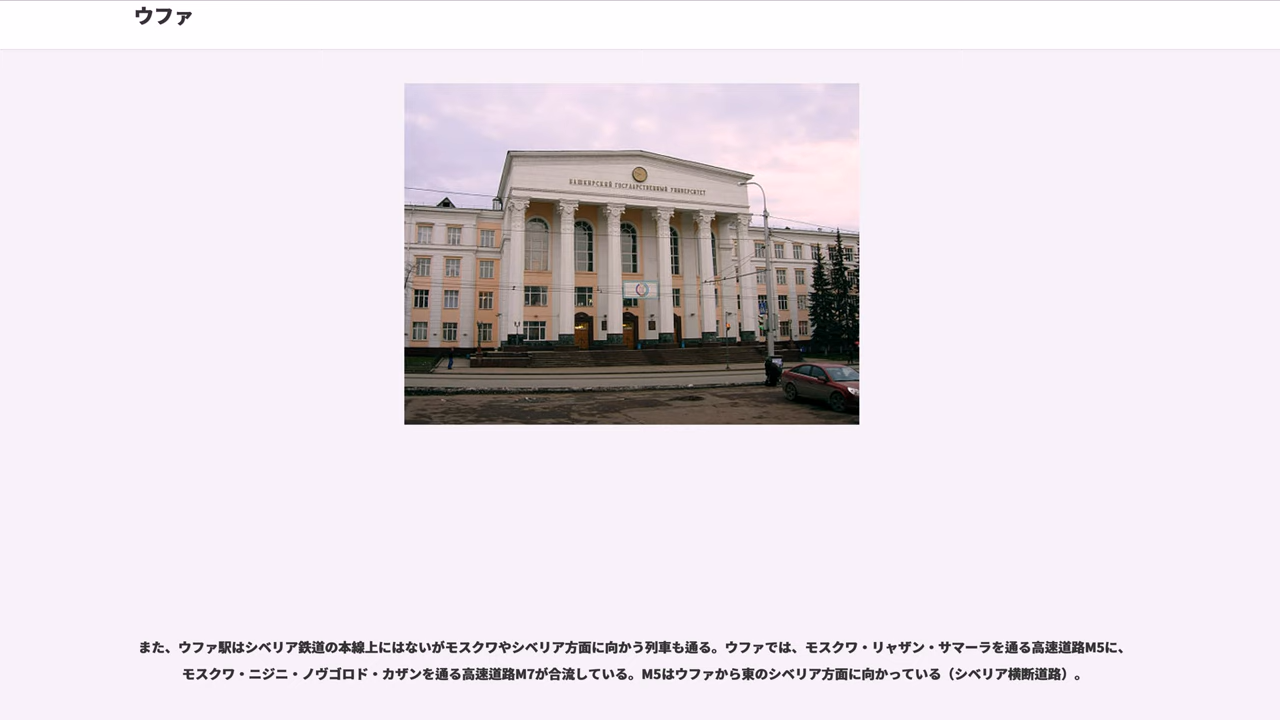 ウファ
БАШКИРСКИЙ ГОСУДАРСТВЕННЫЙ УНИВЕРСИТЕТ
また、ウファ駅はシベリア鉄道の本線上にはないがモスクワやシベリア方面に向かう列車も通る。ウファでは、モスクワ・リャザン・サマーラを通る高速道路M5に、
モスクワ・ニジニ・ノヴゴロド・カザンを通る高速道路M7が合流している。M5はウファから東のシベリア方面に向かっている（シベリア横断道路）。